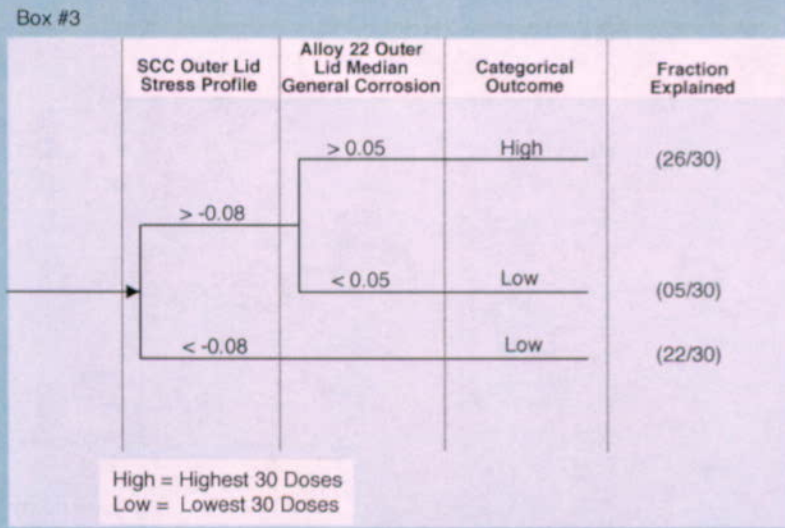 Box #3
SCC Outer Lid
Stress Profile
Alloy 22 Outer
Lid Median
General Corrosion
Categorical
Outcome
Fraction
Explained
> 0.05
High
(26/30)
> -0.08
< 0.05
Low
(05/30)
< -0.08
Low
(22/30)
High = Highest 30 Doses
Low = Lowest 30 Doses